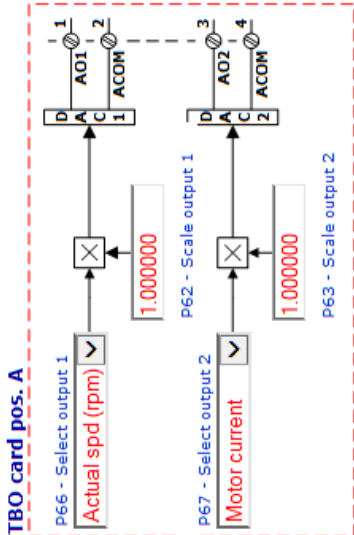 TBO card pos. A
P66 - Select output 1
Actual spd (rpm)
1.000000
P62 - Scale output 1
D
A
C
1
AO1
ACOM
1
2
P67 - Select output 2
Motor current
1.000000
P63 - Scale output 2
D
A
C
2
AO2
ACOM
3
4